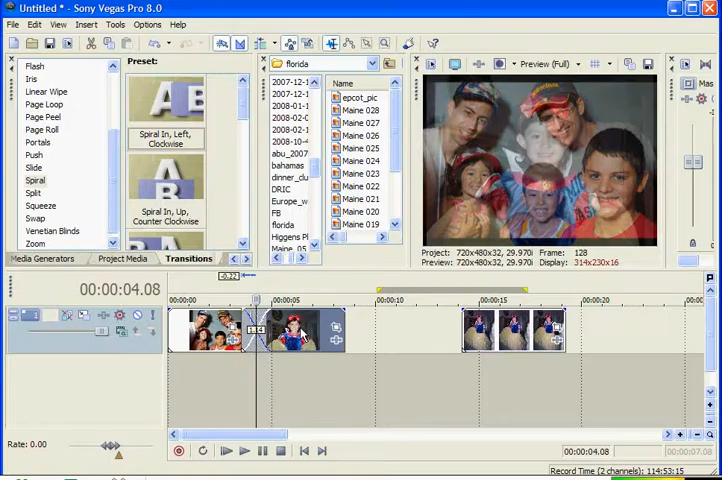 Untitled * - Sony Vegas Pro 8.0
File Edit View Insert Tools Options Help
Flash
Iris
Linear Wipe
Page Loop
Page Peel
Page Roll
Portals
Push
Slide
Spiral
Split
Squeeze
Swap
Venetian Blinds
Zoom
Preset:
Spiral In, Left, Clockwise
Spiral In, Up, Counter Clockwise
Media Generators Project Media Transitions
florida
2007-12-1
2007-12-
2008-01-1
2008-01-
2008-10-4
abu_2007
bahamas
dinner_du
DRIC
Europe_w
FB
florida
Higgens P
Maine_05
Name
epcot_pic
Maine 028
Maine 027
Maine 026
Maine 025
Maine 024
Maine 023
Maine 022
Maine 021
Maine 020
Maine 019
Preview (Full)
Project: 720x480x32, 29.970i Frame: 128
Preview: 720x480x32, 29.970i Display: 314x230x16
Mas
-0.22
00:00:04.08
00:00:00 00:00:05 00:00:10 00:00:15 00:00:20 00:0
1
1.14
Rate: 0.00
00:00:04.08 00:00:07.08
Record Time (2 channels): 114:53:15